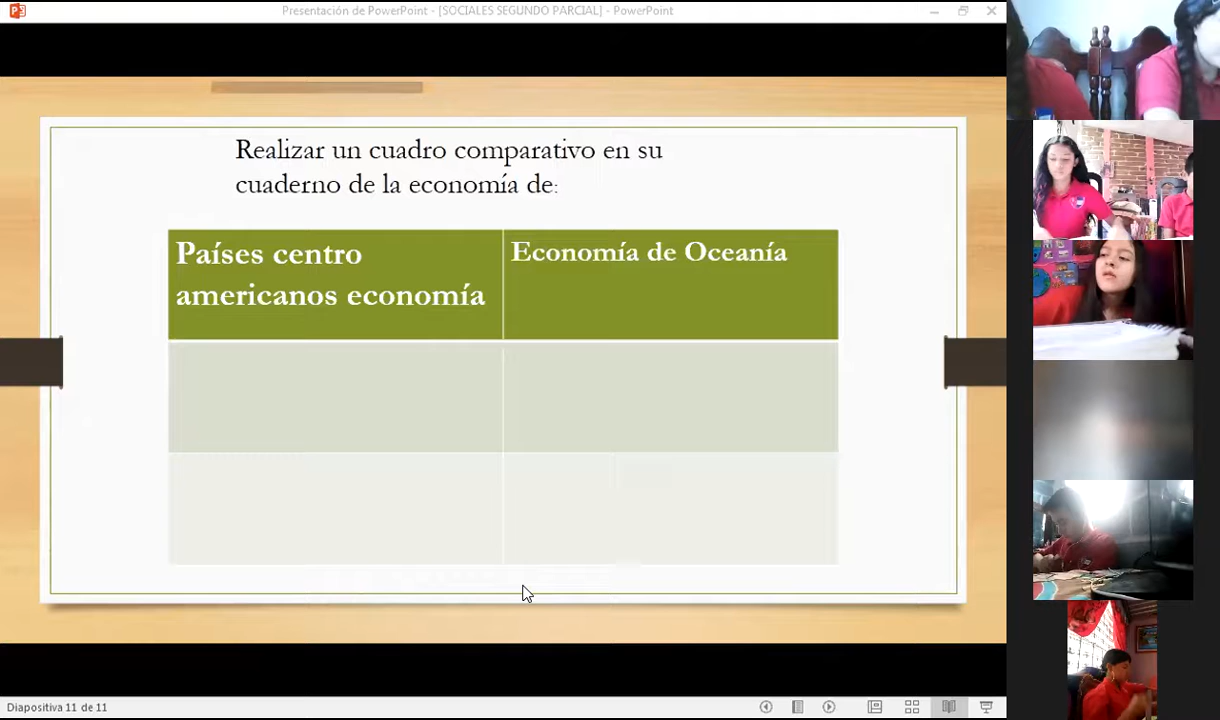 Presentación de PowerPoint - [SOCIALES SEGUNDO PARCIAL] - PowerPoint
Realizar un cuadro comparativo en su
cuaderno de la economía de:
Países centro
americanos economía
Economía de Oceanía
Diapositiva 11 de 11